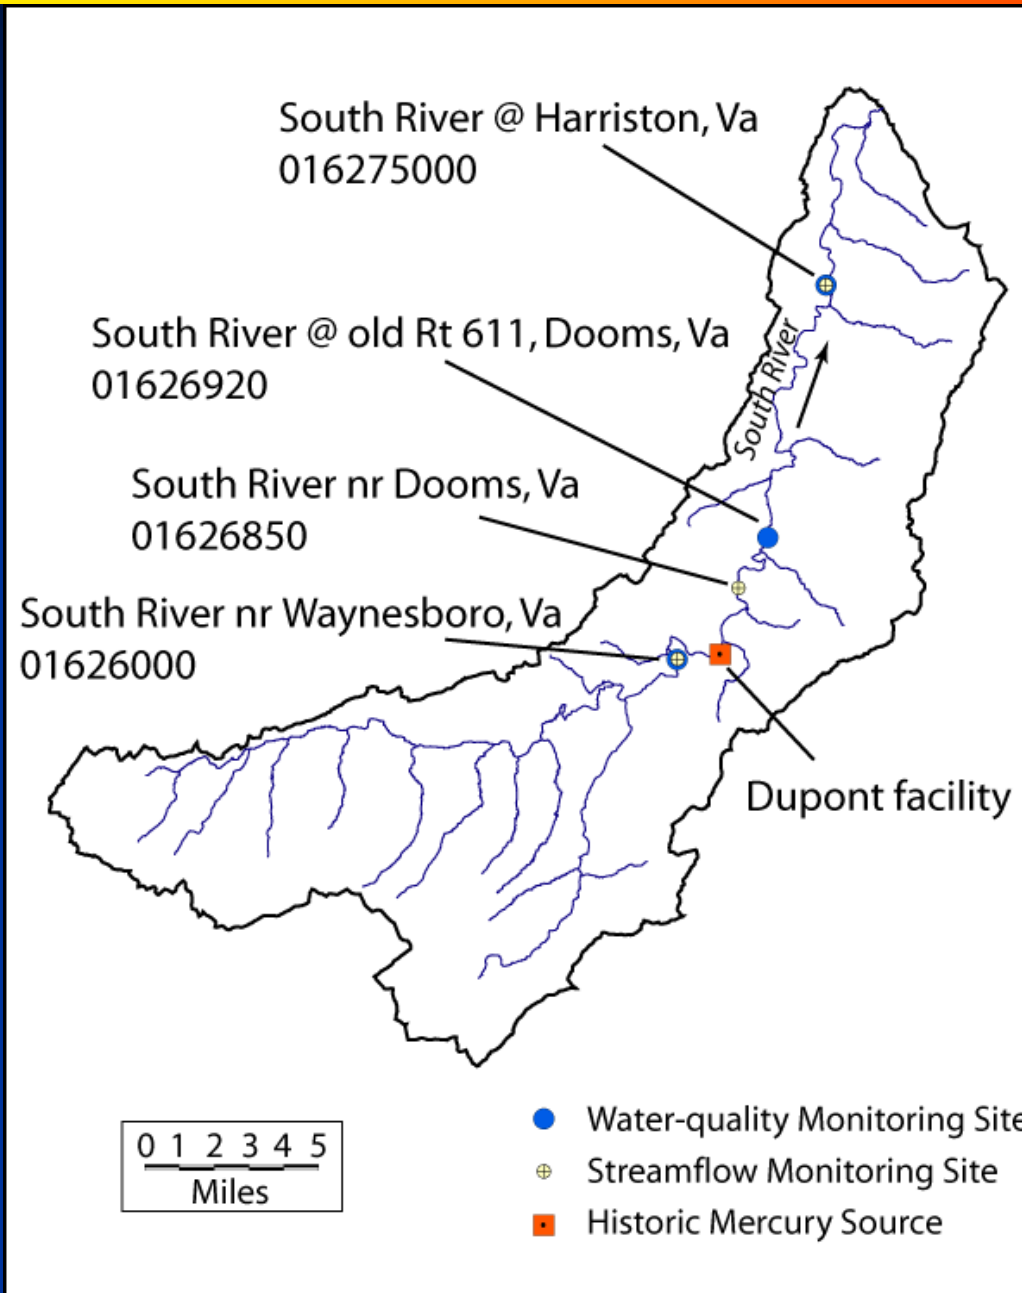 South River @ Harriston, Va
016275000
South River @ old Rt 611, Dooms, Va
01626920
South River
South River nr Dooms, Va
01626850
South River nr Waynesboro, Va
01626000
Dupont facility
0 1 2 3 4 5
Miles
Water-quality Monitoring Site
Streamflow Monitoring Site
Historic Mercury Source